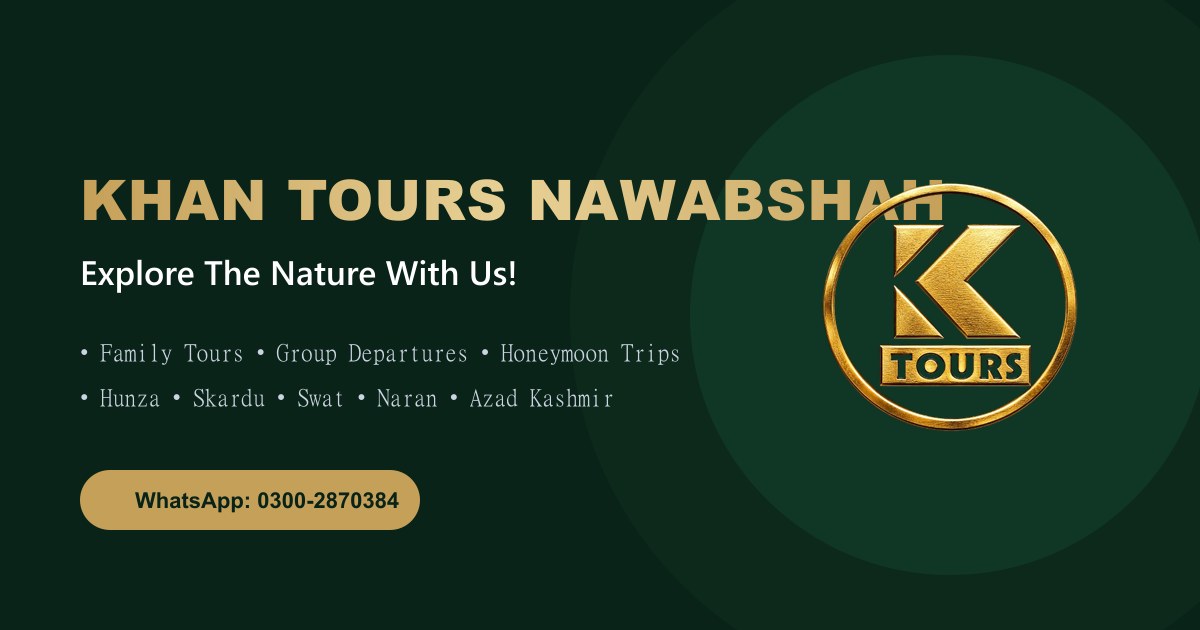 KHAN TOURS NAWABSHAH
Explore The Nature With Us!
• Family Tours • Group Departures • Honeymoon Trips
• Hunza • Skardu • Swat • Naran • Azad Kashmir
WhatsApp: 0300-2870384
K
TOURS